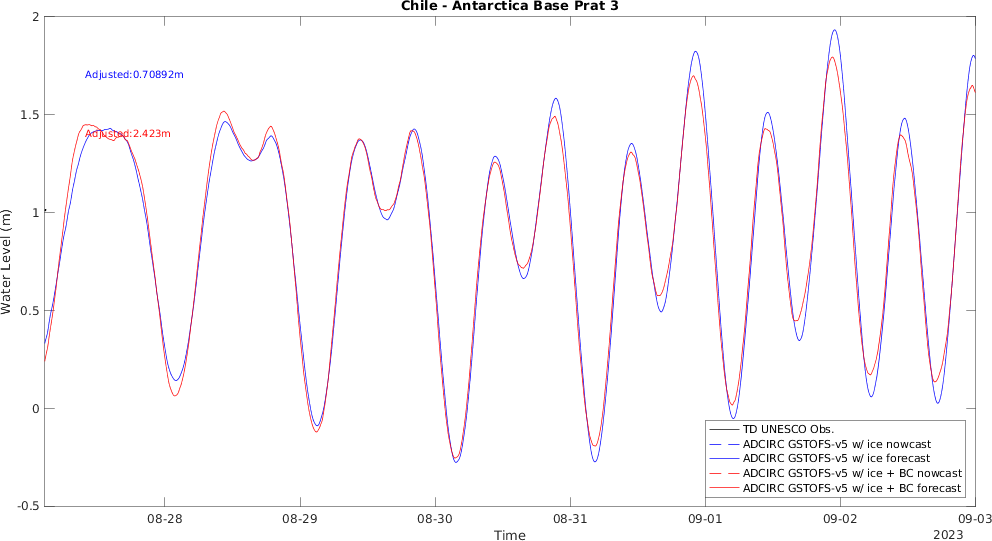 Chile - Antarctica Base Prat 3
2
1.5
1
0.5
0
-0.5
Water Level (m)
Adjusted:0.70892m
Adjusted:2.423m
TD UNESCO Obs.
ADCIRC GSTOFS-v5 w/ ice nowcast
ADCIRC GSTOFS-v5 w/ ice forecast
ADCIRC GSTOFS-v5 w/ ice + BC nowcast
ADCIRC GSTOFS-v5 w/ ice + BC forecast
08-28 08-29 08-30 08-31 09-01 09-02 09-03
Time
2023